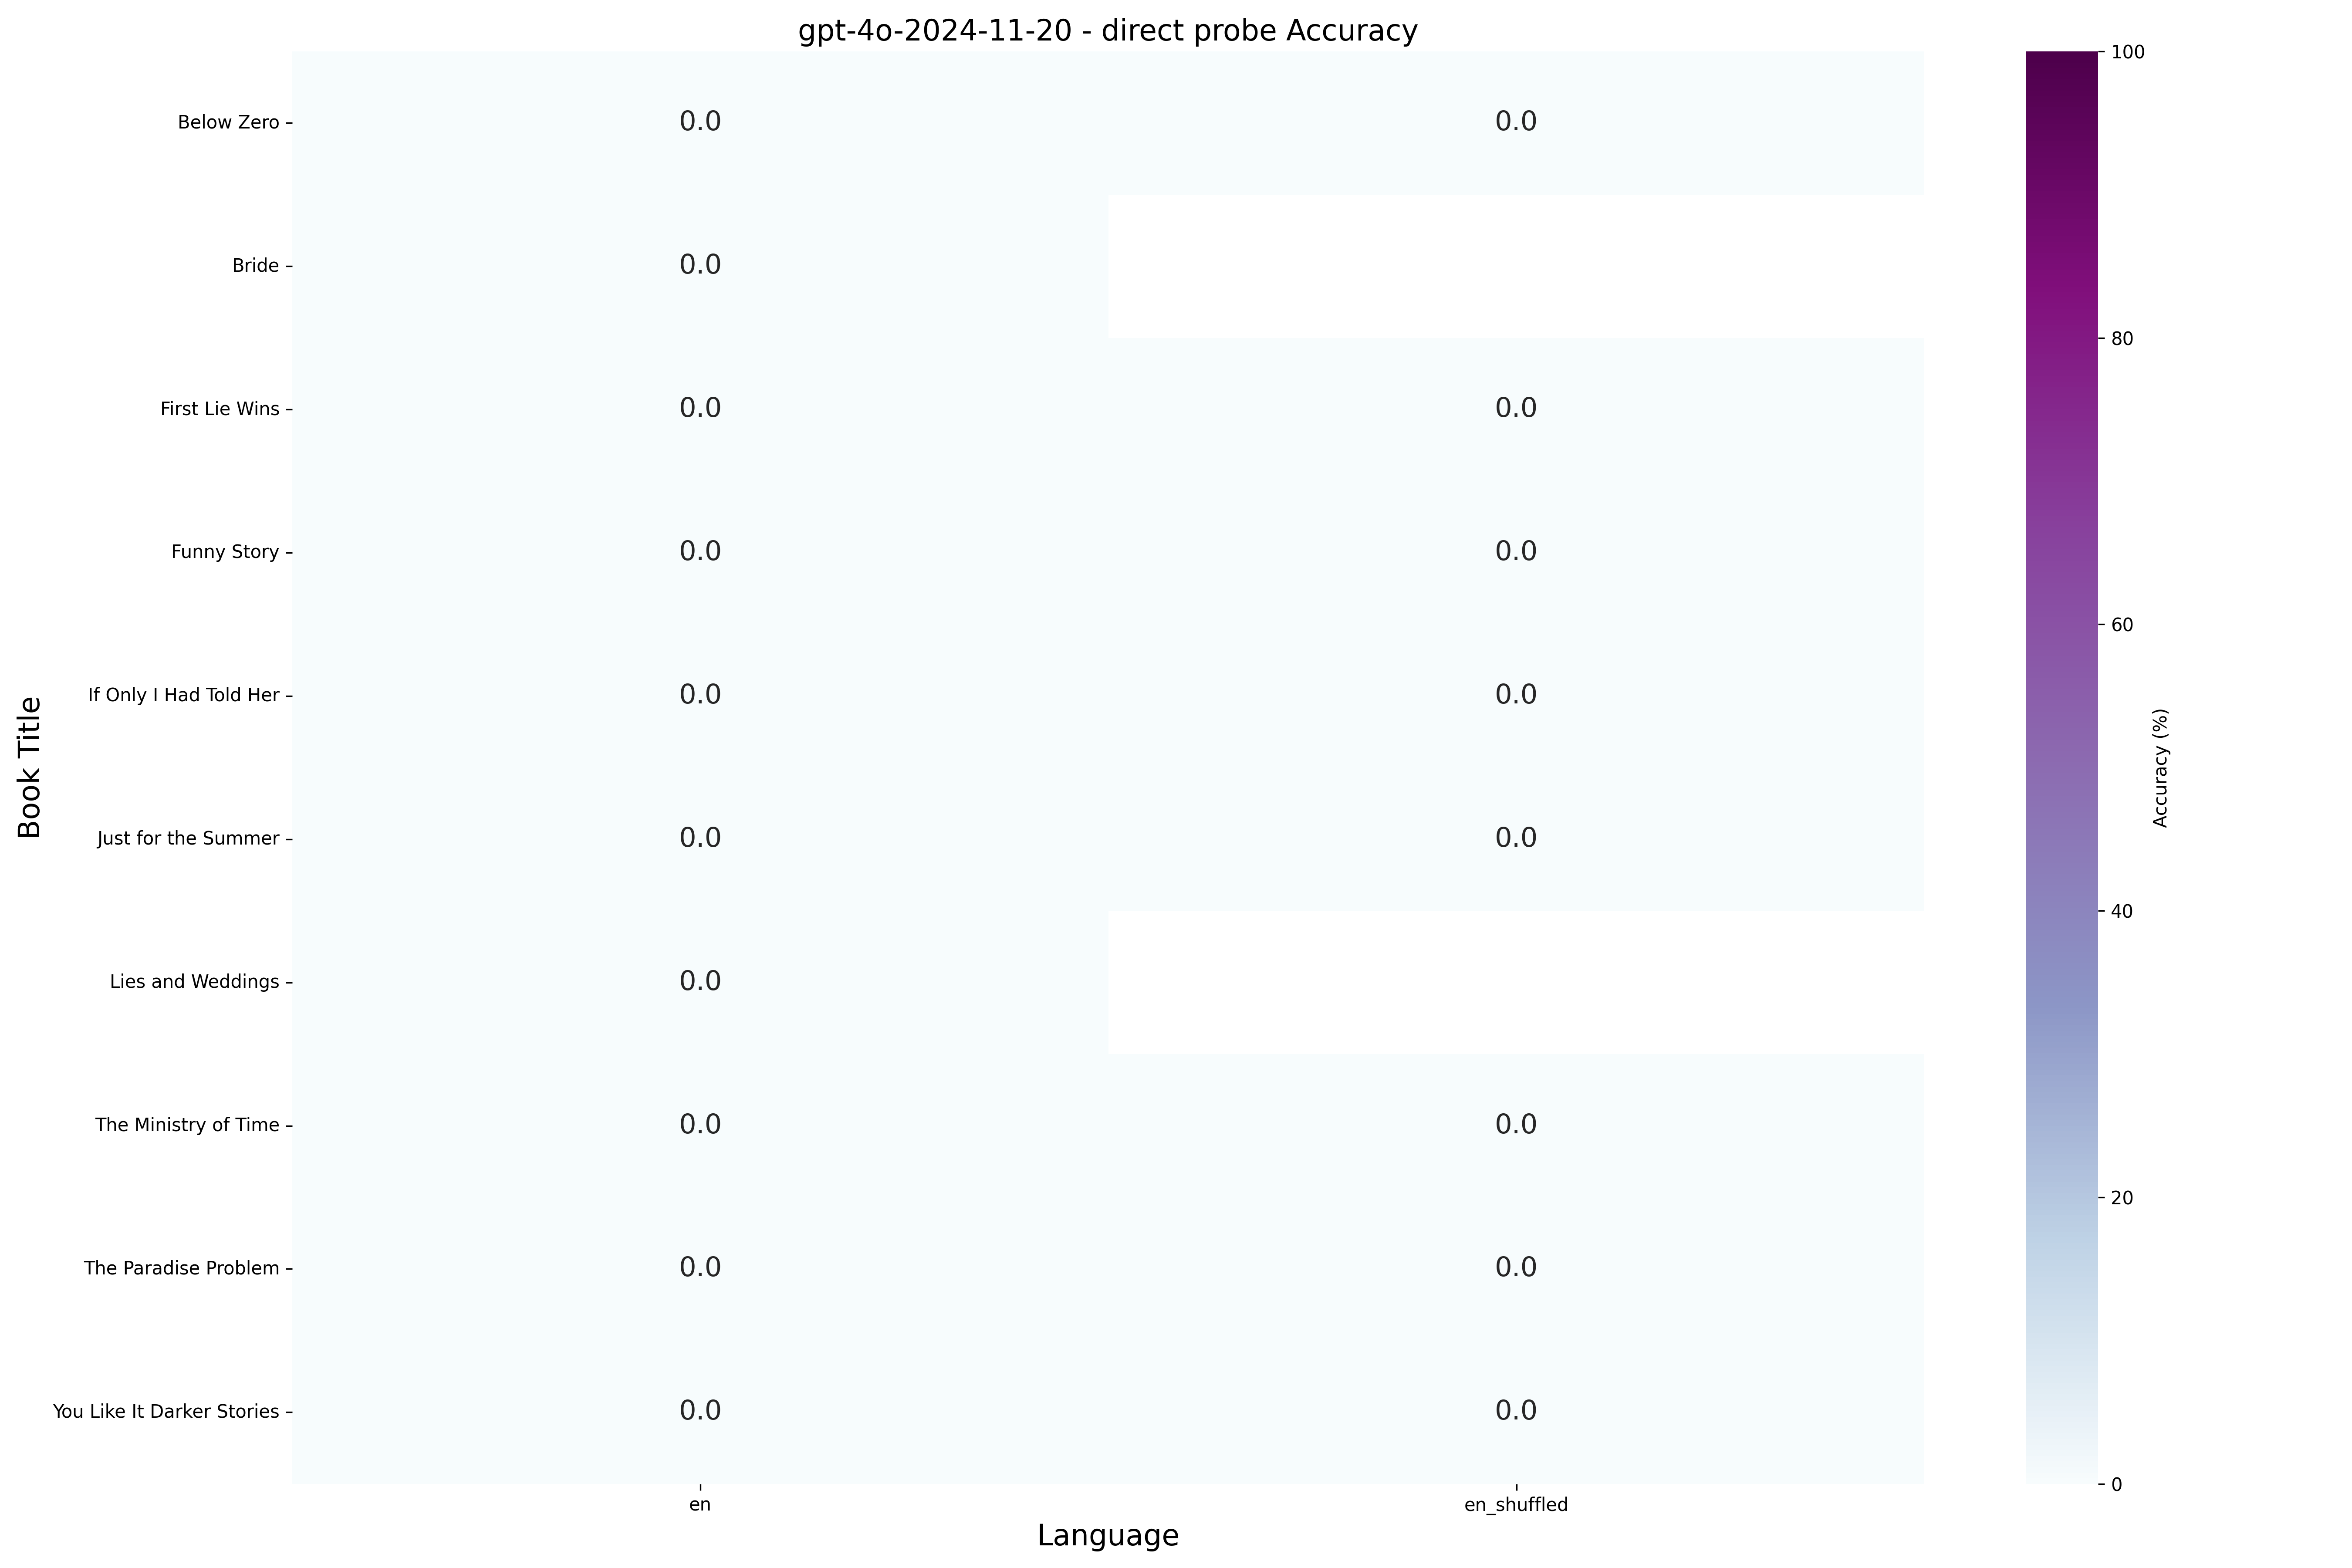 gpt-4o-2024-11-20 - direct probe Accuracy
Book Title
Below Zero 0.0 0.0
Bride 0.0
First Lie Wins 0.0 0.0
Funny Story 0.0 0.0
If Only I Had Told Her 0.0 0.0
Just for the Summer 0.0 0.0
Lies and Weddings 0.0
The Ministry of Time 0.0 0.0
The Paradise Problem 0.0 0.0
You Like It Darker Stories 0.0 0.0
en en_shuffled
Language
100
80
60
40
20
0
Accuracy (%)